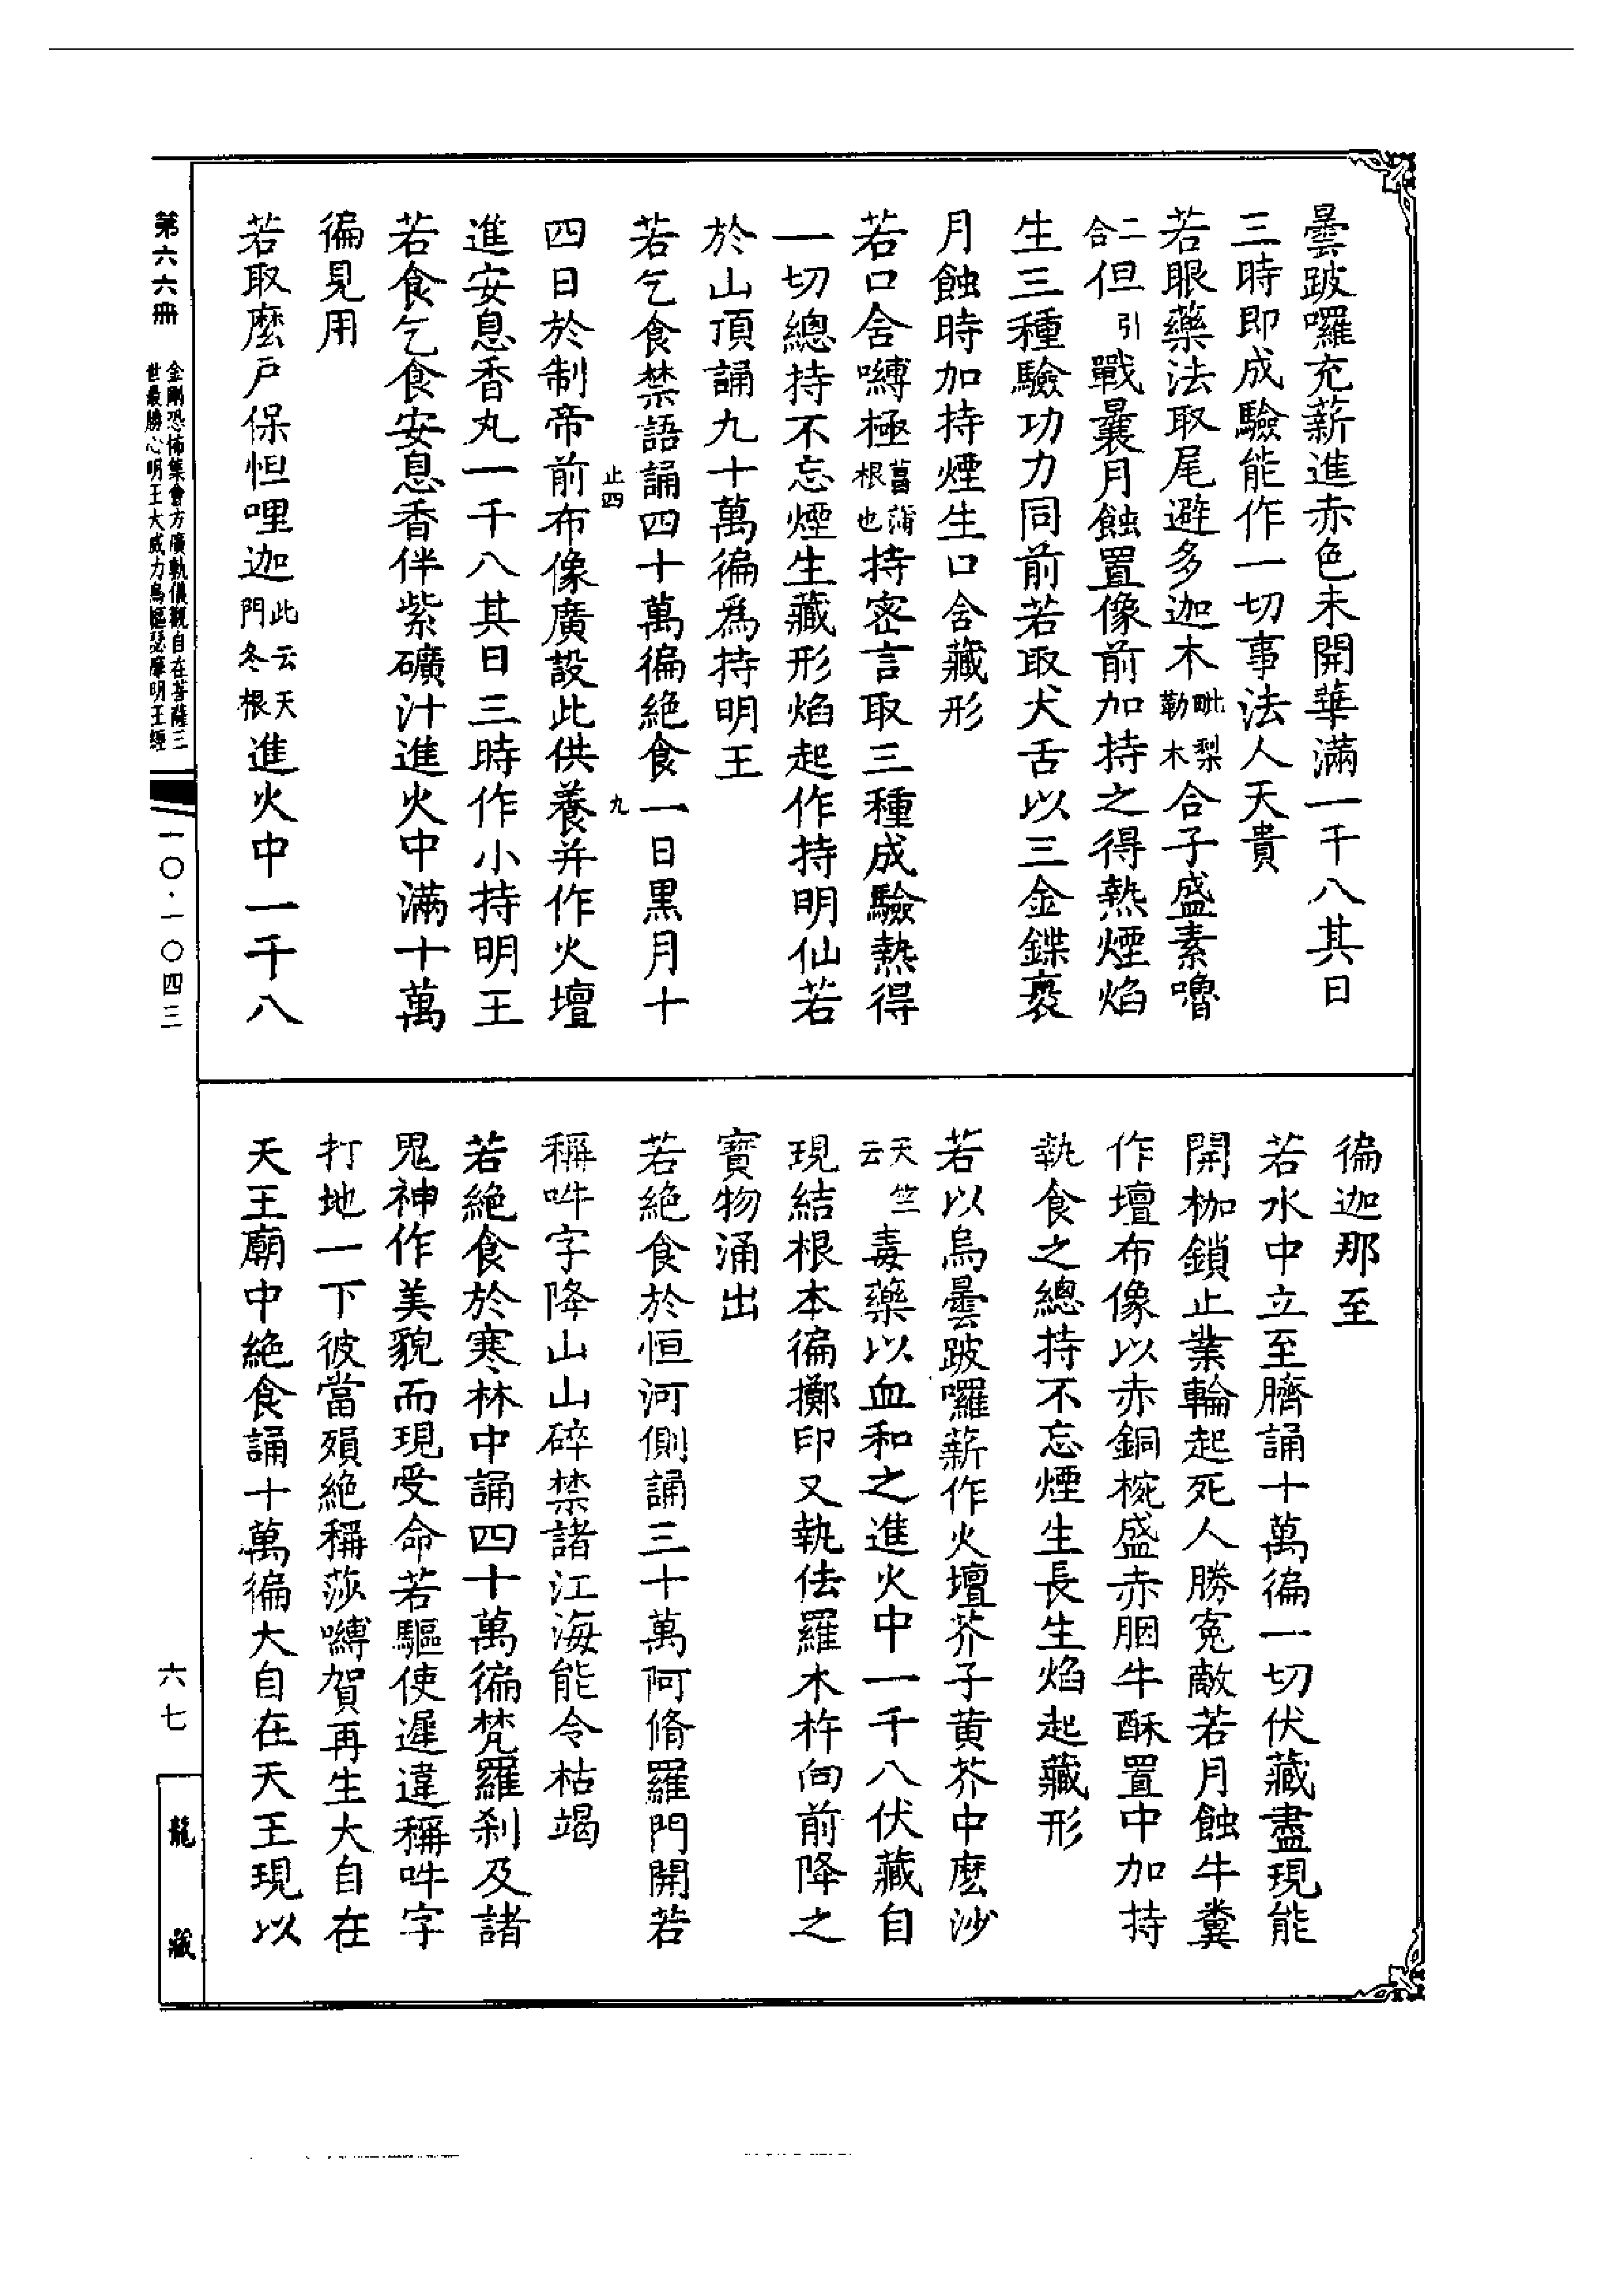 曇跛囉充薪進赤色未開華滿一千八其日
三時即成驗能作一切事法人天貴
若眼藥法取尾避多迦木毗梨勒木合子盛素嚕
二合但引戰曩月蝕置像前加持之得熱煙焰
生三種驗功力同前若取犬舌以三金鍱裹
月蝕時加持煙生口含藏形
若口含嚩極菖蒲根也持密言取三種成驗熱得
一切總持不忘煙生藏形焰起作持明仙若
於山頂誦九十萬徧為持明王
若乞食禁語誦四十萬徧絶食一日黑月十
止四 九
四日於制帝前布像廣設此供養并作火壇
進安息香丸一千八其日三時作小持明王
若食乞食安息香伴紫礦汁進火中滿十萬
徧見用
若取麼戶保怛哩迦此云天門冬根進火中一千八
徧迦那至
若水中立至臍誦十萬徧一切伏藏盡現能
開枷鎖止業輪起死人勝寃敵若月蝕牛糞
作壇布像以赤銅椀盛赤胭牛酥置中加持
執食之總持不忘煙生長生焰起藏形
若以烏曇跛囉薪作火壇芥子黄芥中麽沙
天竺云毒藥以血和之進火中一千八伏藏自
現結根本徧擲印又執佉羅木杵向前降之
寳物涌出
若絶食於恒河側誦三十萬阿脩羅門開若
稱吽字降山山碎禁諸江海能令枯竭
若絶食於寒林中誦四十萬徧梵羅刹及諸
鬼神作美貌而現受命若驅使遲違稱吽字
打地一下彼當殞絶稱莎嚩賀再生大自在
天王廟中絶食誦十萬徧大自在天王現以
第六六冊
金剛恐怖集會方廣軌儀觀自在菩薩三
世最勝心明王大威力烏樞瑟摩明王經
一〇·一〇四三
六七
龍藏